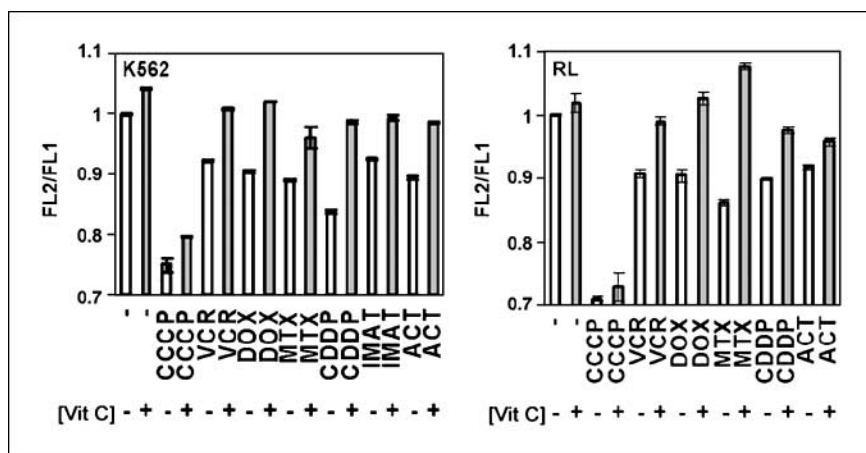 K562
FL2/FL1
1.1
1
0.9
0.8
0.7
- - CCCP CCCP VCR VCR DOX DOX MTX MTX CDDP CDDP IMAT IMAT ACT ACT
[Vit C] - + - + - + - + - + - + - + - +
RL
FL2/FL1
1.1
1
0.9
0.8
0.7
- - CCCP CCCP VCR VCR DOX DOX MTX MTX CDDP CDDP ACT ACT
[Vit C] - + - + - + - + - + - + - +